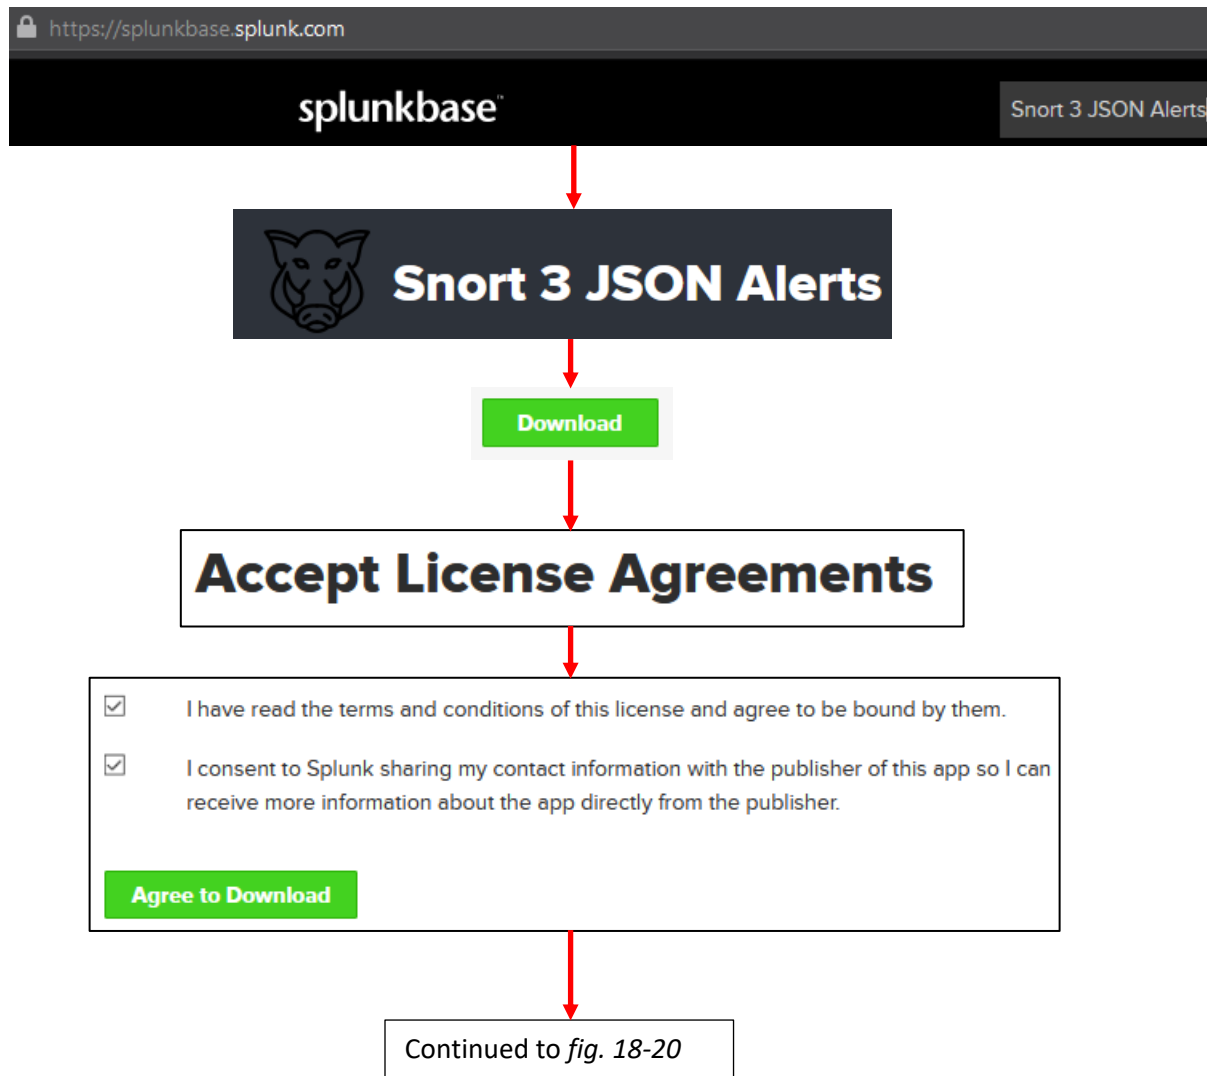 https://splunkbase.splunk.com
splunkbase™
Snort 3 JSON Alerts
Snort 3 JSON Alerts
Download
Accept License Agreements
I have read the terms and conditions of this license and agree to be bound by them.
I consent to Splunk sharing my contact information with the publisher of this app so I can
receive more information about the app directly from the publisher.
Agree to Download
Continued to fig. 18-20